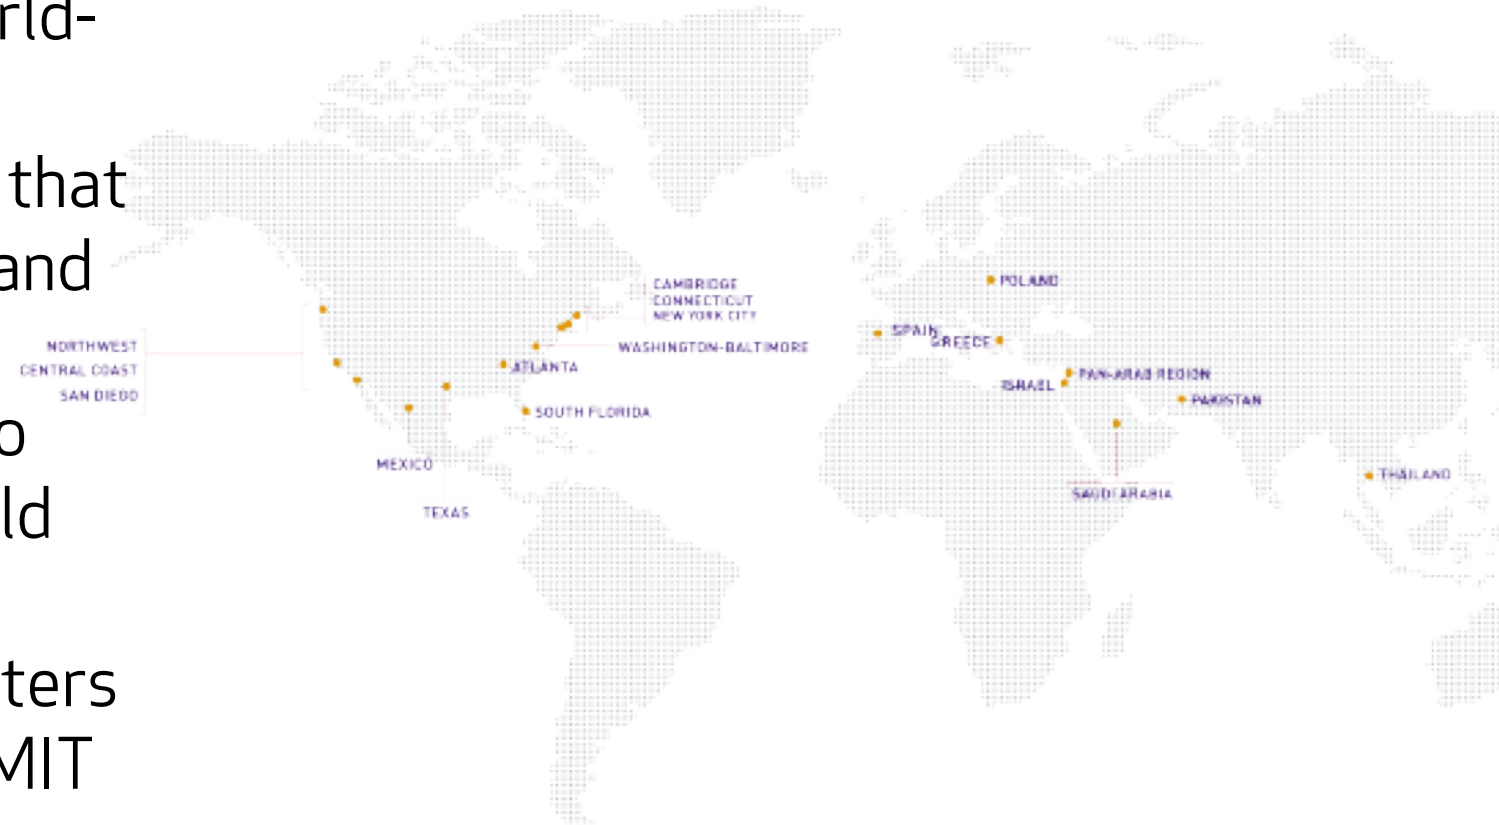 rld-
that
and
o
ld
ters
MIT
NORTHWEST
CENTRAL COAST
SAN DIEGO
CAMBRIDGE
CONNECTICUT
NEW YORK CITY
WASHINGTON-BALTIMORE
ATLANTA
SOUTH FLORIDA
MEXICO
TEXAS
POLAND
SPAIN
GREECE
PAN-ARAB REGION
ISRAEL
PAKISTAN
SAUDI ARABIA
THAILAND